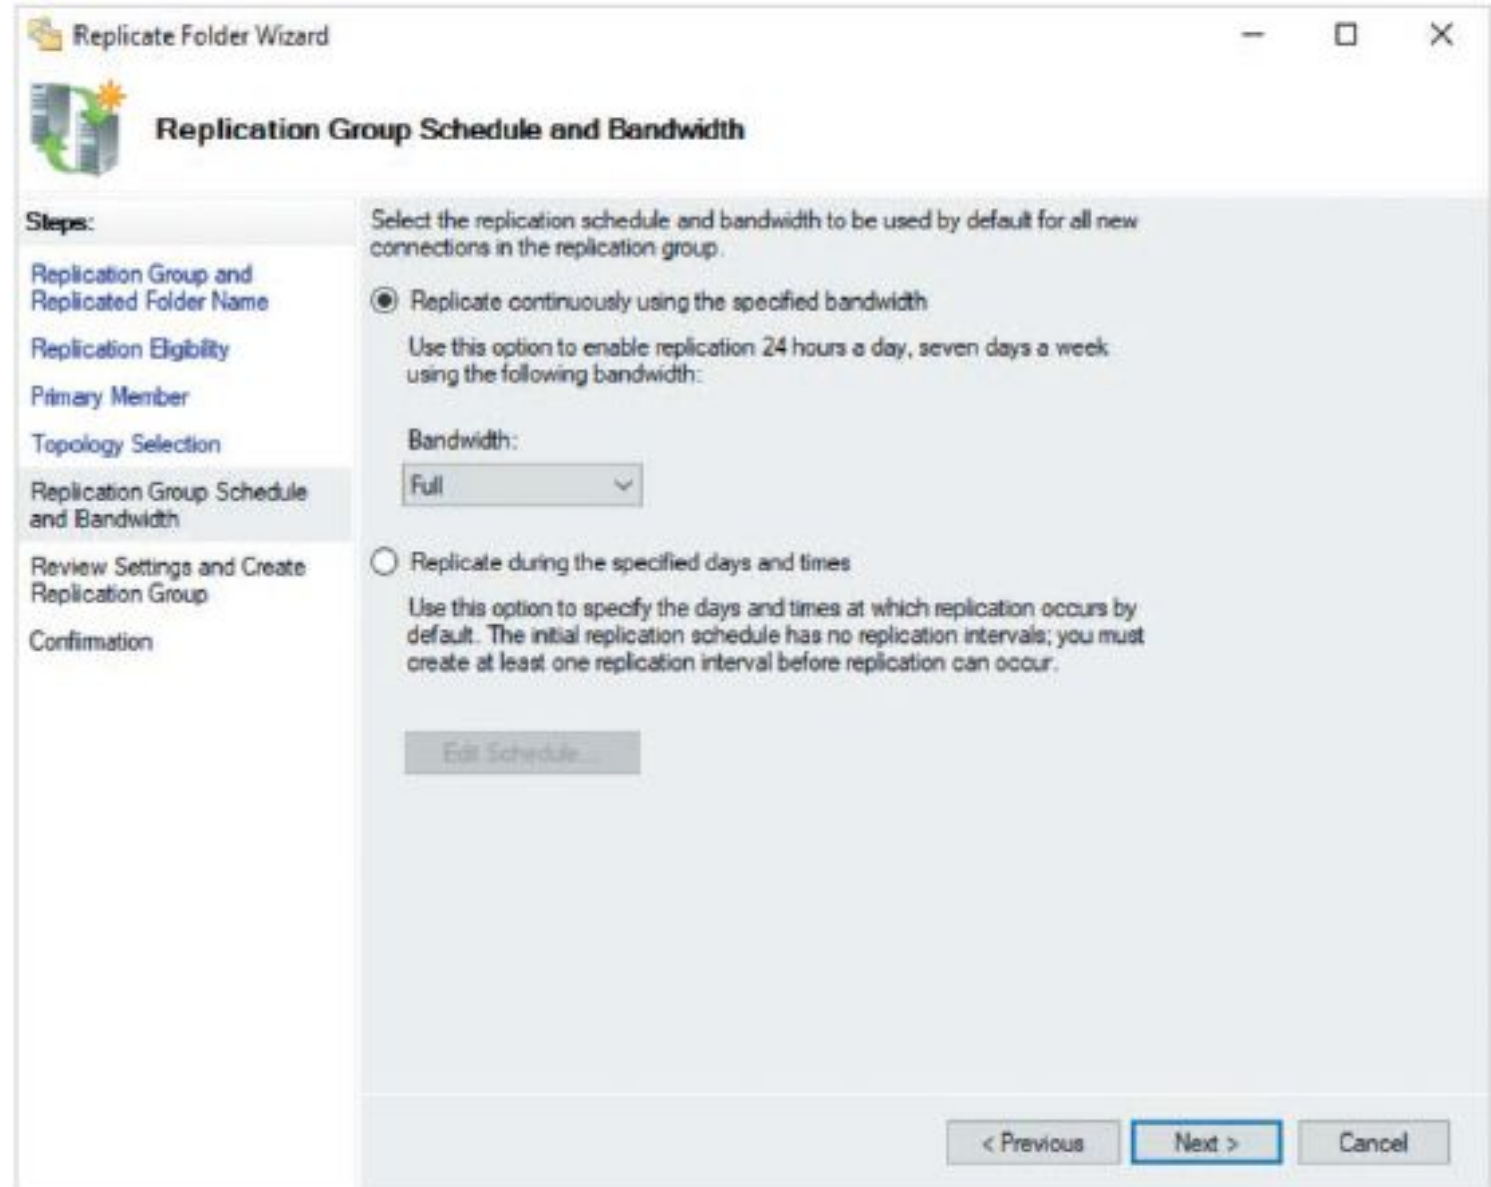 Replicate Folder Wizard
Replication Group Schedule and Bandwidth
Steps:
Replication Group and
Replicated Folder Name
Replication Eligibility
Primary Member
Topology Selection
Replication Group Schedule
and Bandwidth
Review Settings and Create
Replication Group
Confirmation
Select the replication schedule and bandwidth to be used by default for all new
connections in the replication group.
Replicate continuously using the specified bandwidth
Use this option to enable replication 24 hours a day, seven days a week
using the following bandwidth:
Bandwidth:
Full
Replicate during the specified days and times
Use this option to specify the days and times at which replication occurs by
default. The initial replication schedule has no replication intervals; you must
create at least one replication interval before replication can occur.
Edit Schedule...
< Previous
Next >
Cancel